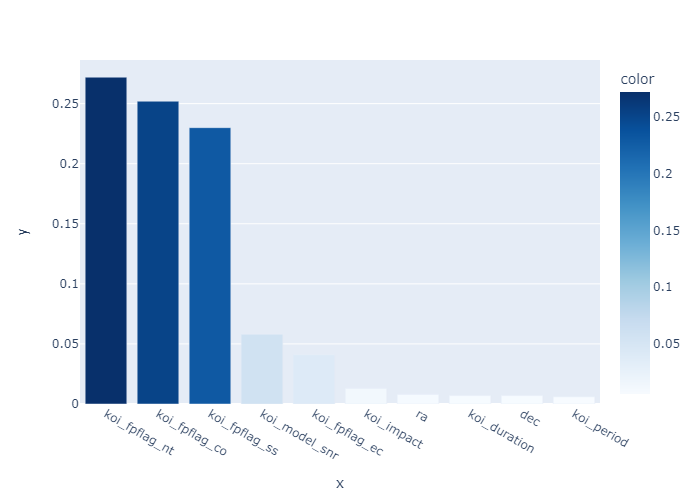 color
0.25
0.2
0.15
0.1
0.05
0
y
0.25
0.2
0.15
0.1
0.05
koi_fpflag_nt
koi_fpflag_co
koi_fpflag_ss
koi_model_snr
koi_fpflag_ec
koi_impact
ra
koi_duration
dec
koi_period
x